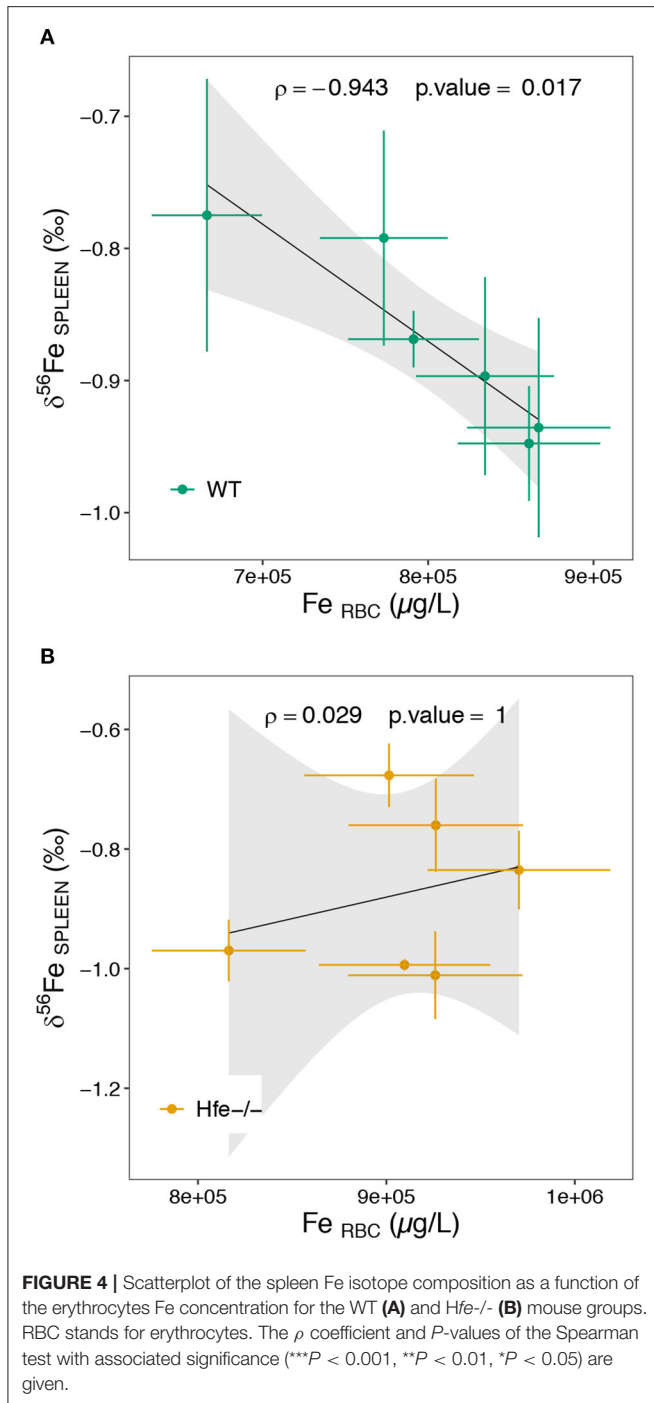 A
ρ = −0.943 p.value = 0.017
−0.7
−0.8
−0.9
−1.0
δ⁵⁶Fe SPLEEN (‰)
WT
7e+05 8e+05 9e+05
Fe RBC (µg/L)
B
ρ = 0.029 p.value = 1
−0.6
−0.8
−1.0
−1.2
δ⁵⁶Fe SPLEEN (‰)
Hfe−/−
8e+05 9e+05 1e+06
Fe RBC (µg/L)
FIGURE 4 | Scatterplot of the spleen Fe isotope composition as a function of
the erythrocytes Fe concentration for the WT (A) and Hfe-/- (B) mouse groups.
RBC stands for erythrocytes. The ρ coefficient and P-values of the Spearman
test with associated significance (***P < 0.001, **P < 0.01, *P < 0.05) are
given.